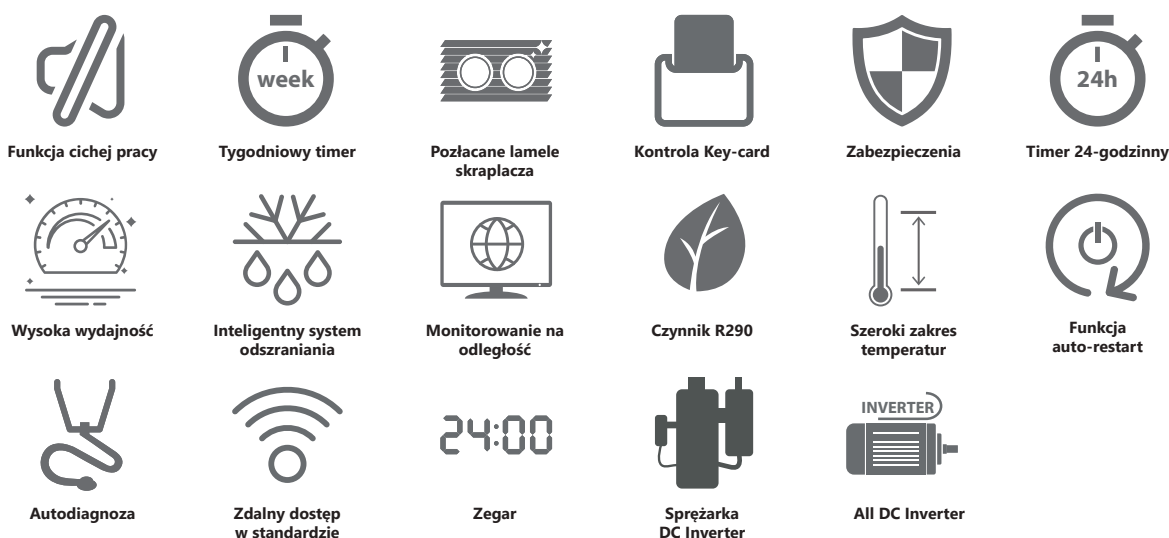 week
24h
Funkcja cichej pracy
Tygodniowy timer
Pozłacane lamele
skraplacza
Kontrola Key-card
Zabezpieczenia
Timer 24-godzinny
Wysoka wydajność
Inteligentny system
odszraniania
Monitorowanie na
odległość
Czynnik R290
Szeroki zakres
temperatur
Funkcja
auto-restart
24:00
INVERTER
Autodiagnoza
Zdalny dostęp
w standardzie
Zegar
Sprężarka
DC Inverter
All DC Inverter